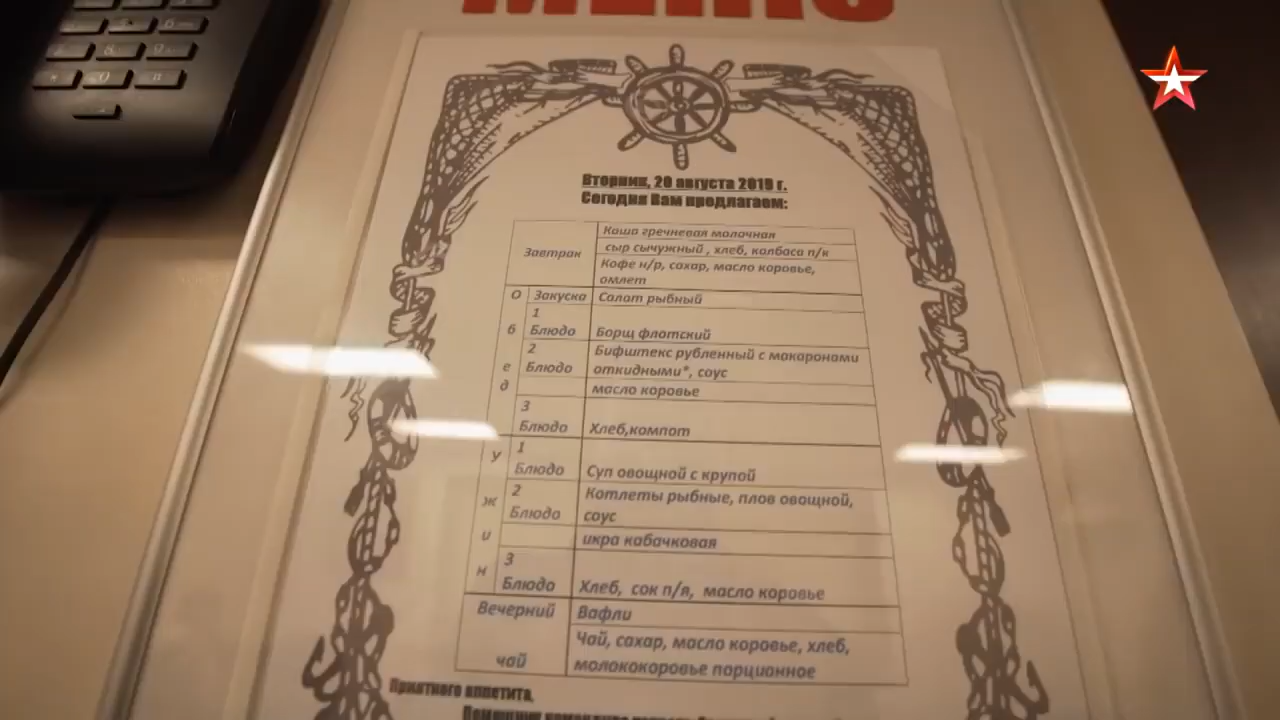 МЕНЮ
Вторник, 20 августа 2019 г.
Сегодня Вам предлагаем:
Завтрак
Каша гречневая молочная
сыр сычужный , хлеб, колбаса п/к
Кофе н/р, сахар, масло коровье,
омлет
Обед
Закуска Салат рыбный
1
Блюдо Борщ флотский
2 Бифштекс рубленный с макаронами
Блюдо откидными*, соус
масло коровье
3
Блюдо Хлеб,компот
Ужин
1
Блюдо Суп овощной с крупой
2 Котлеты рыбные, плов овощной,
Блюдо соус
икра кабачковая
3
Блюдо Хлеб, сок п/я, масло коровье
Вечерний Вафли
Чай, сахар, масло коровье, хлеб,
чай молококоровье порционное
Приятного аппетита,